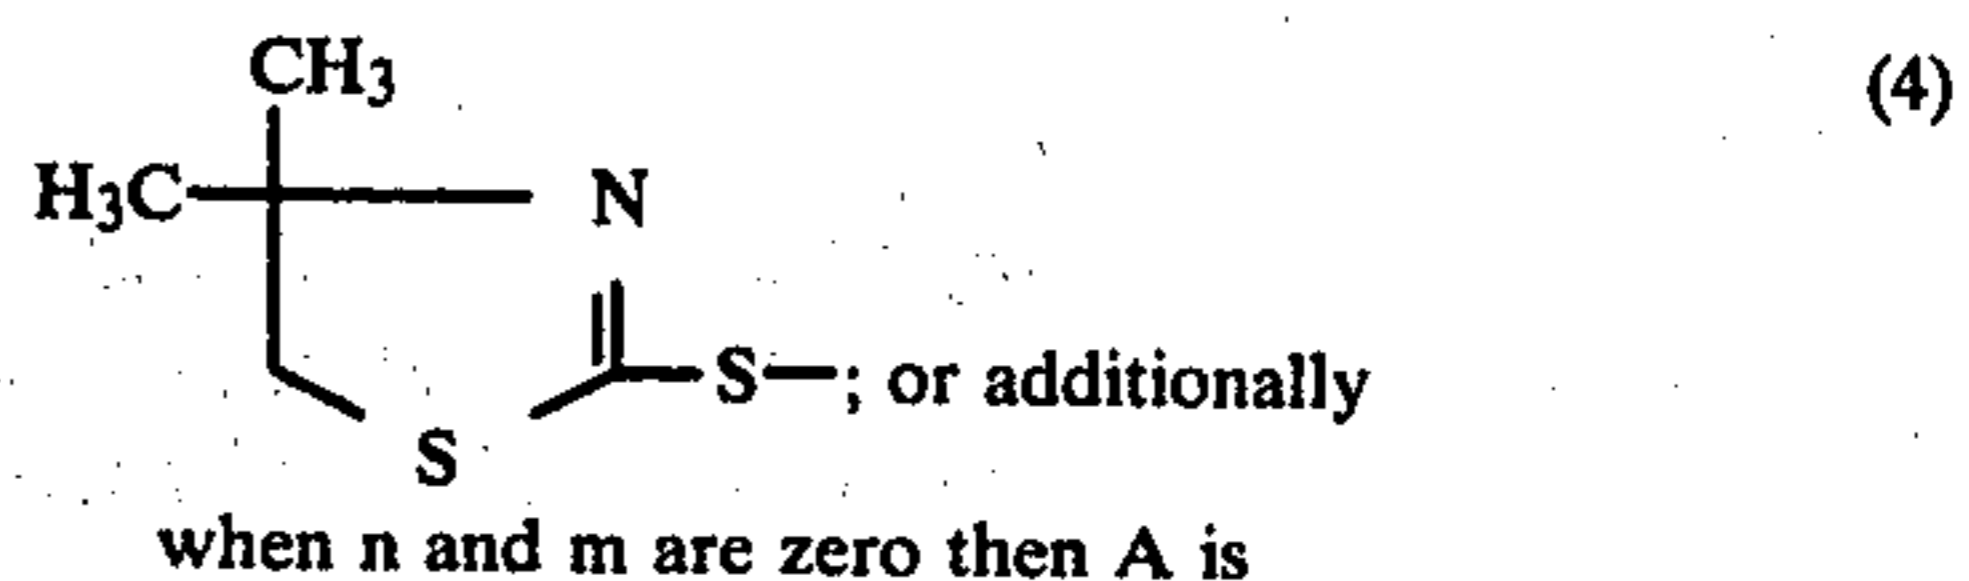 CH3
(4)
H3C
N
S—; or additionally
S
when n and m are zero then A is